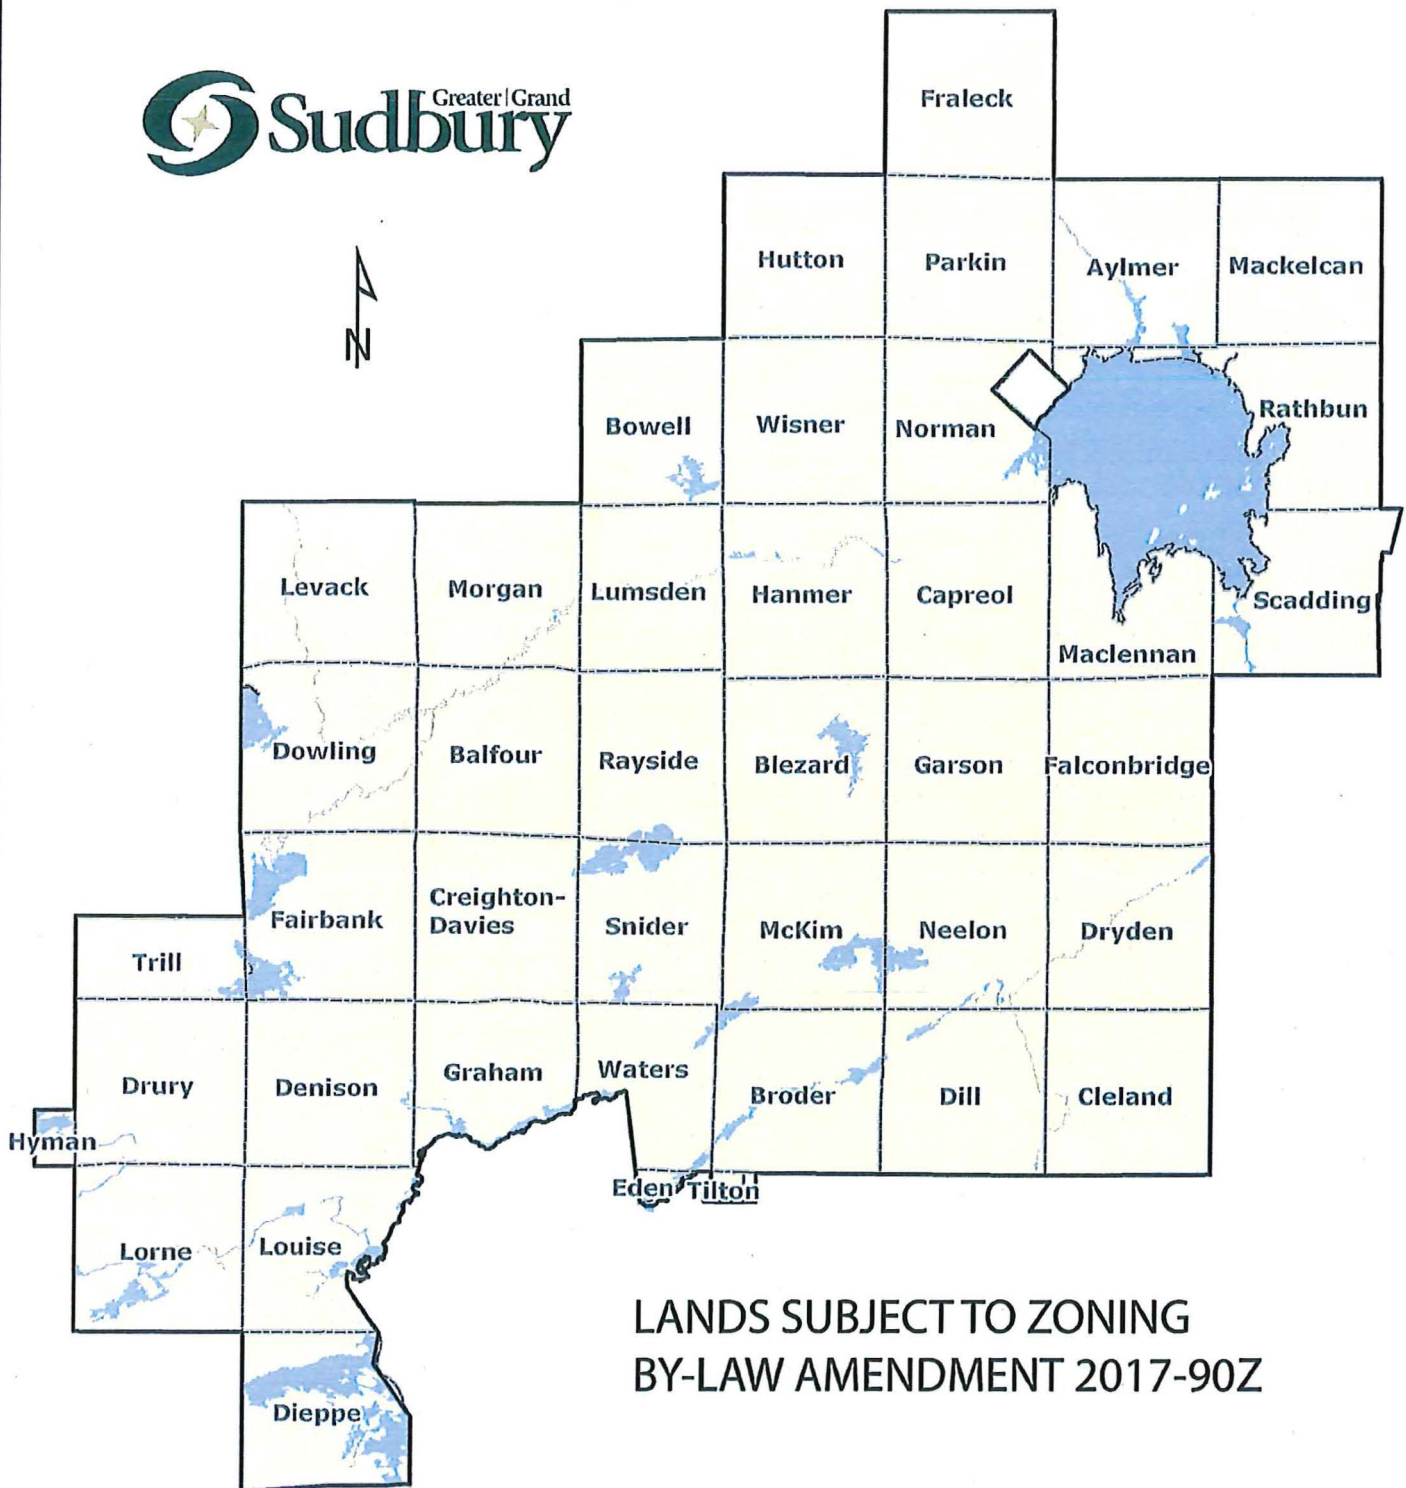 Greater|Grand
Sudbury
N
Fraleck
Hutton
Parkin
Aylmer
Mackelcan
Bowell
Wisner
Norman
Rathbun
Levack
Morgan
Lumsden
Hanmer
Capreol
Scadding
Maclennan
Dowling
Balfour
Rayside
Blezard
Garson
Falconbridge
Fairbank
Creighton-
Davies
Snider
McKim
Neelon
Dryden
Trill
Drury
Denison
Graham
Waters
Broder
Dill
Cleland
Hyman
Eden
Tilton
Lorne
Louise
LANDS SUBJECT TO ZONING
BY-LAW AMENDMENT 2017-90Z
Dieppe